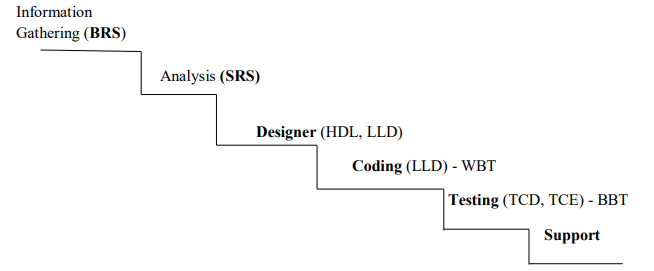 Information
Gathering (BRS)
Analysis (SRS)
Designer (HDL, LLD)
Coding (LLD) - WBT
Testing (TCD, TCE) - BBT
Support